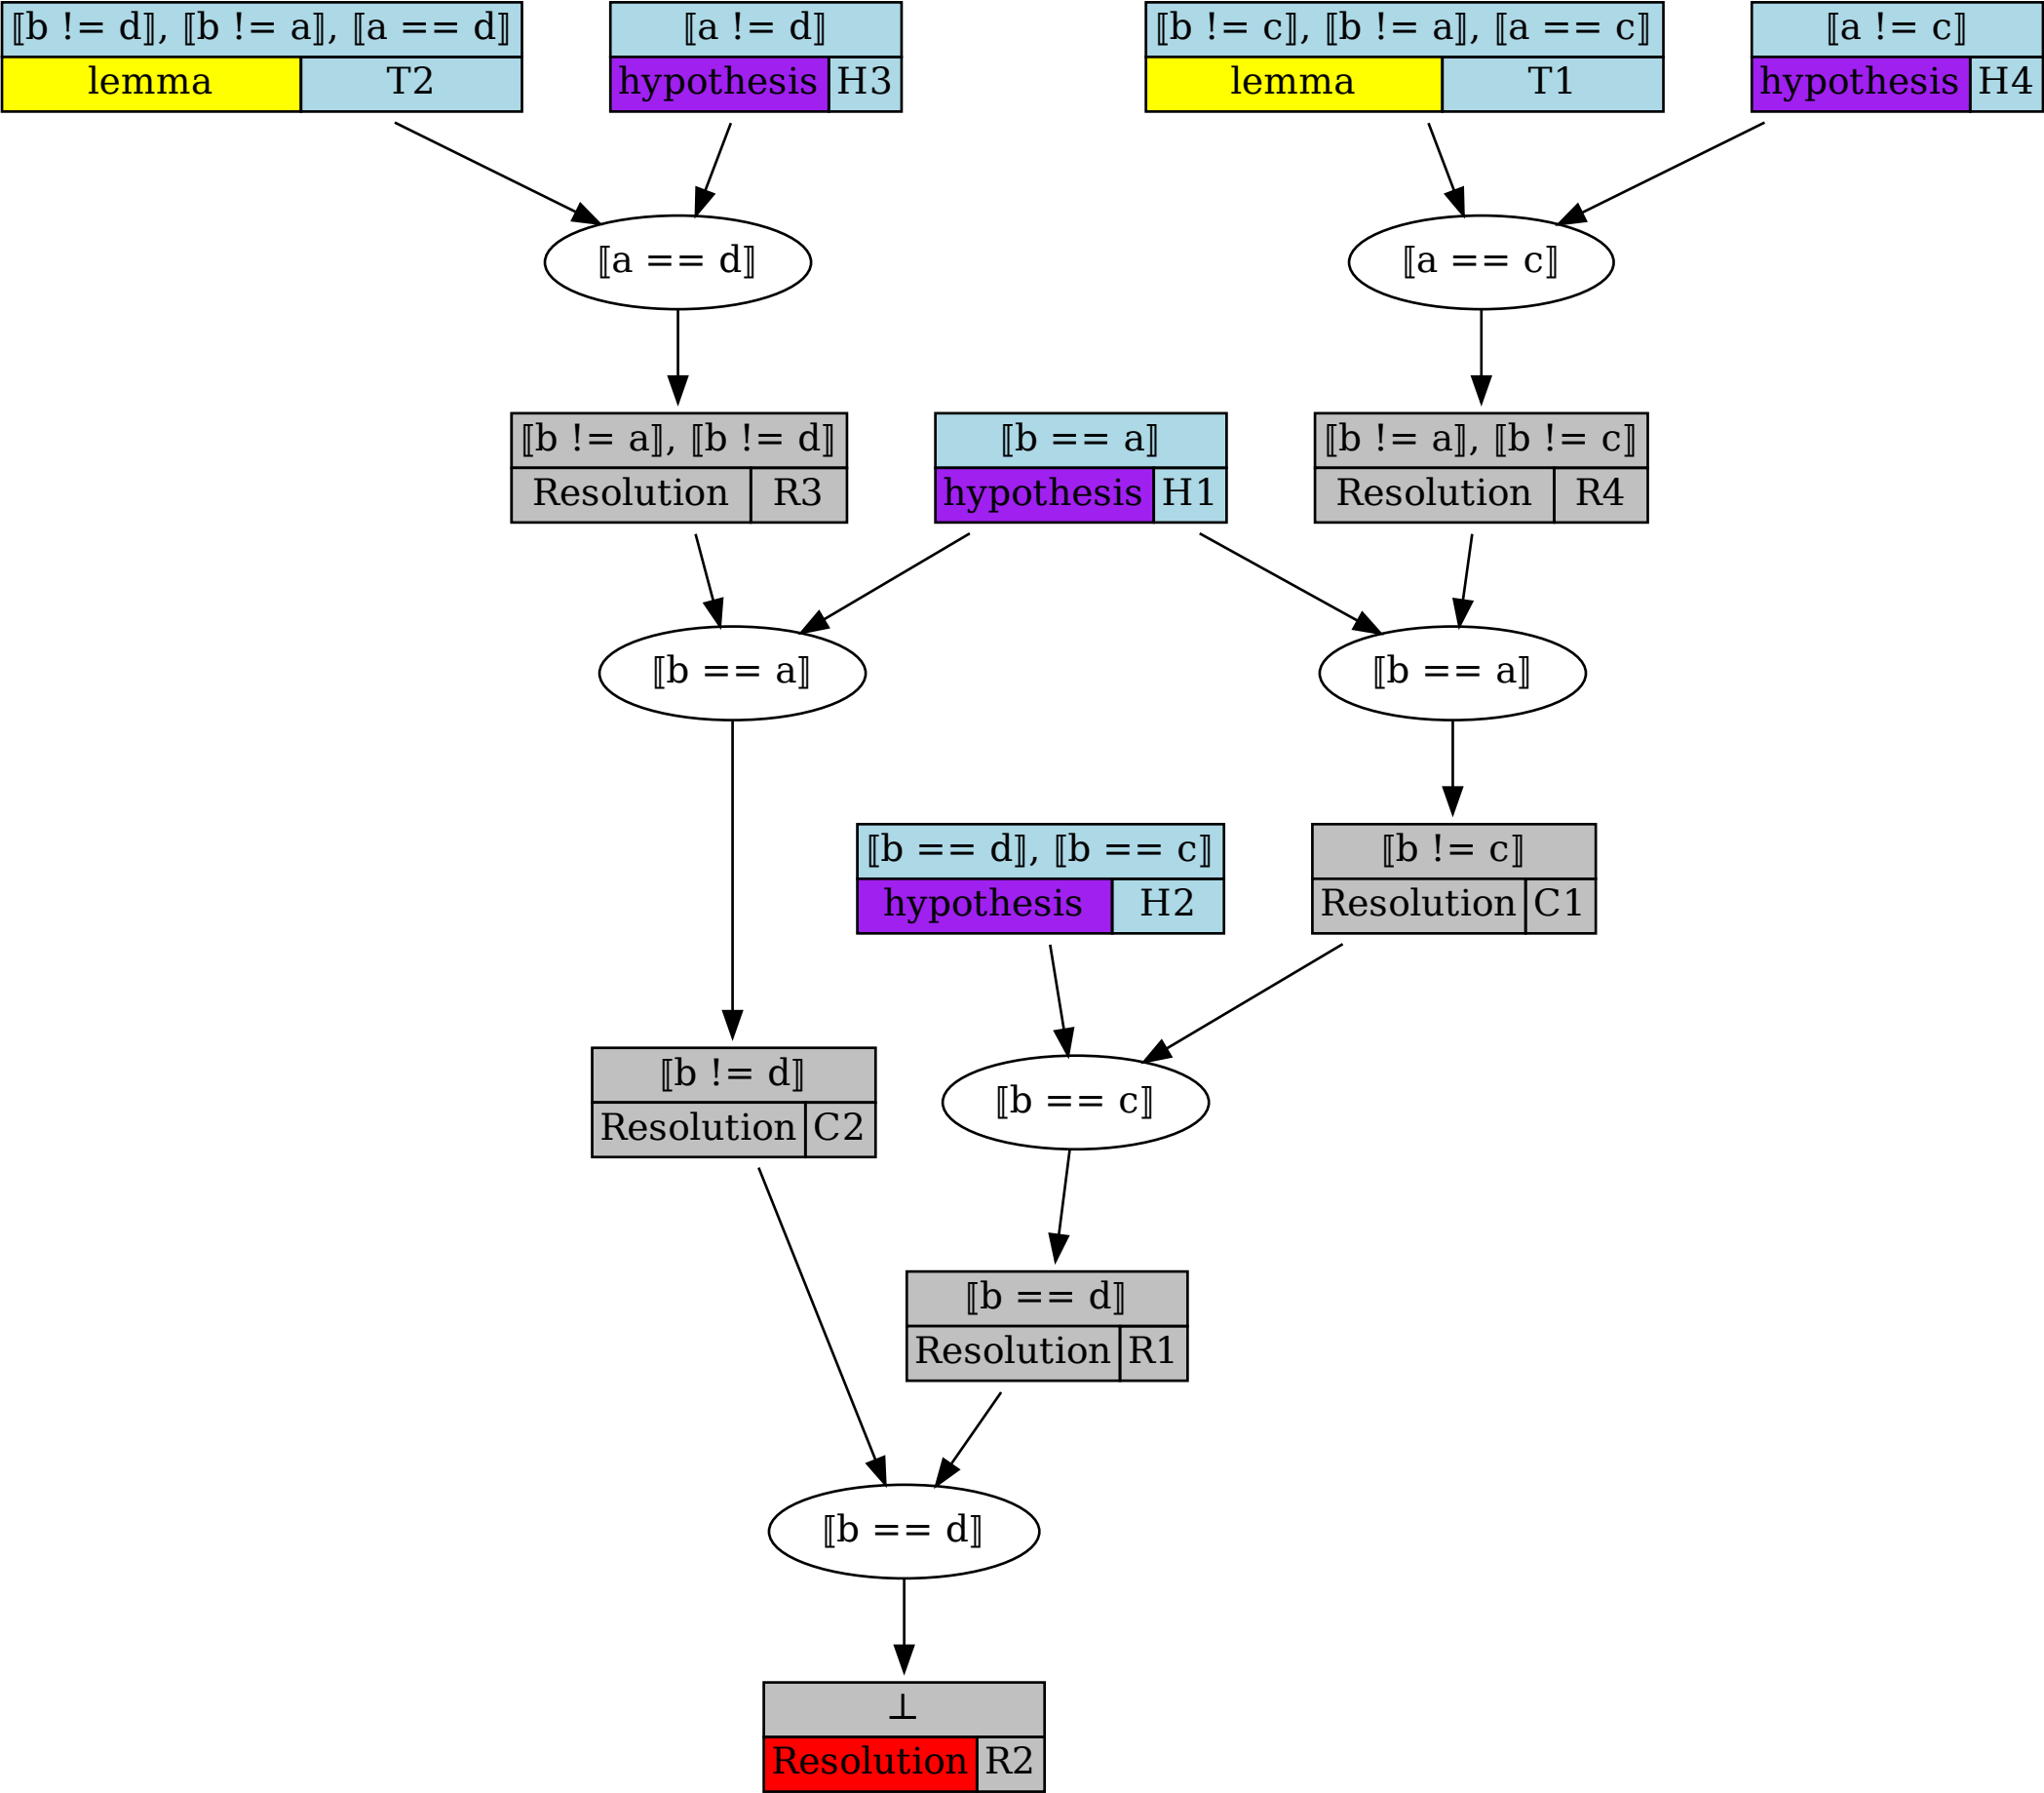 ⟦b != d⟧, ⟦b != a⟧, ⟦a == d⟧
lemma T2
⟦a != d⟧
hypothesis H3
⟦b != c⟧, ⟦b != a⟧, ⟦a == c⟧
lemma T1
⟦a != c⟧
hypothesis H4
⟦a == d⟧
⟦a == c⟧
⟦b != a⟧, ⟦b != d⟧
Resolution R3
⟦b == a⟧
hypothesis H1
⟦b != a⟧, ⟦b != c⟧
Resolution R4
⟦b == a⟧
⟦b == a⟧
⟦b == d⟧, ⟦b == c⟧
hypothesis H2
⟦b != c⟧
Resolution C1
⟦b != d⟧
Resolution C2
⟦b == c⟧
⟦b == d⟧
Resolution R1
⟦b == d⟧
⊥
Resolution R2